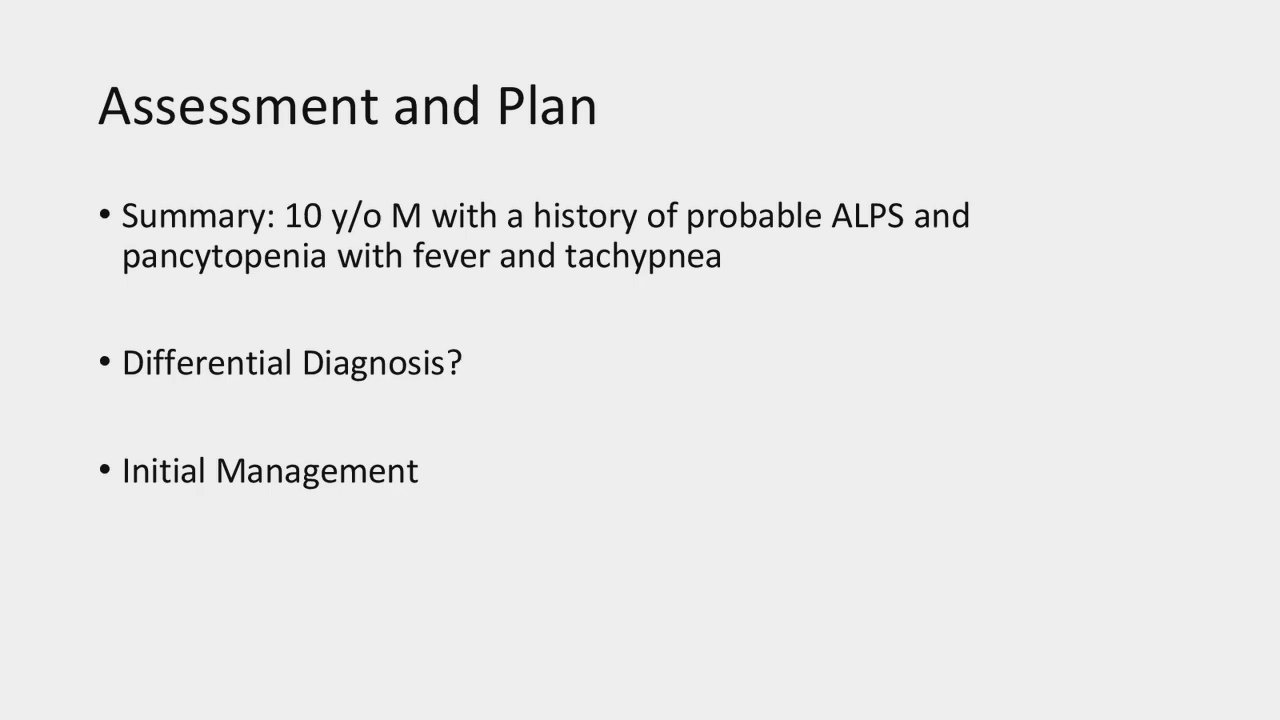 Assessment and Plan
• Summary: 10 y/o M with a history of probable ALPS and
pancytopenia with fever and tachypnea
• Differential Diagnosis?
• Initial Management